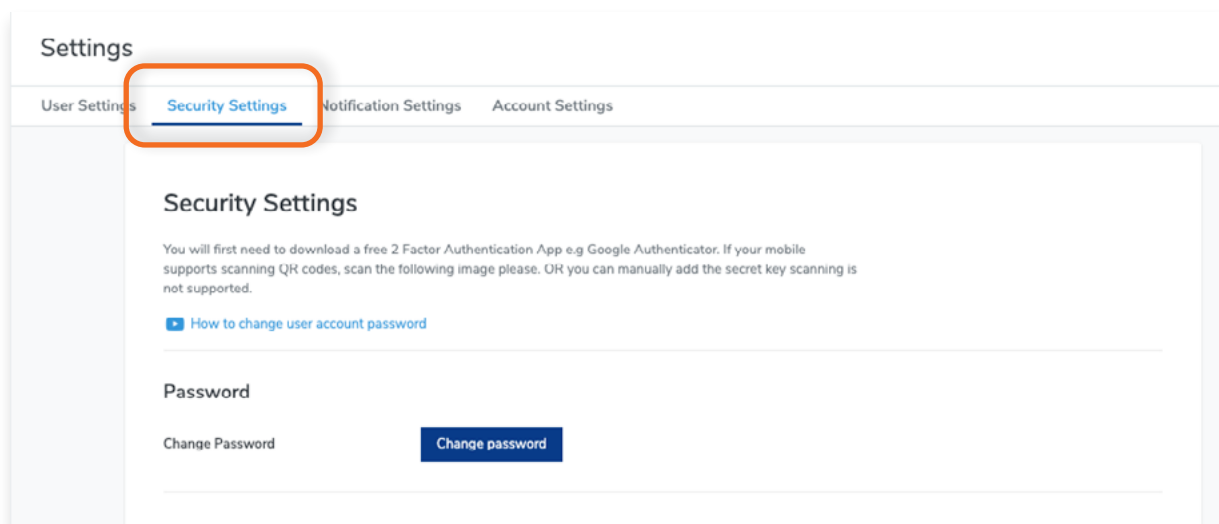 Settings
User Settings Security Settings Notification Settings Account Settings
Security Settings
You will first need to download a free 2 Factor Authentication App e.g Google Authenticator. If your mobile
supports scanning QR codes, scan the following image please. OR you can manually add the secret key scanning is
not supported.
How to change user account password
Password
Change Password Change password